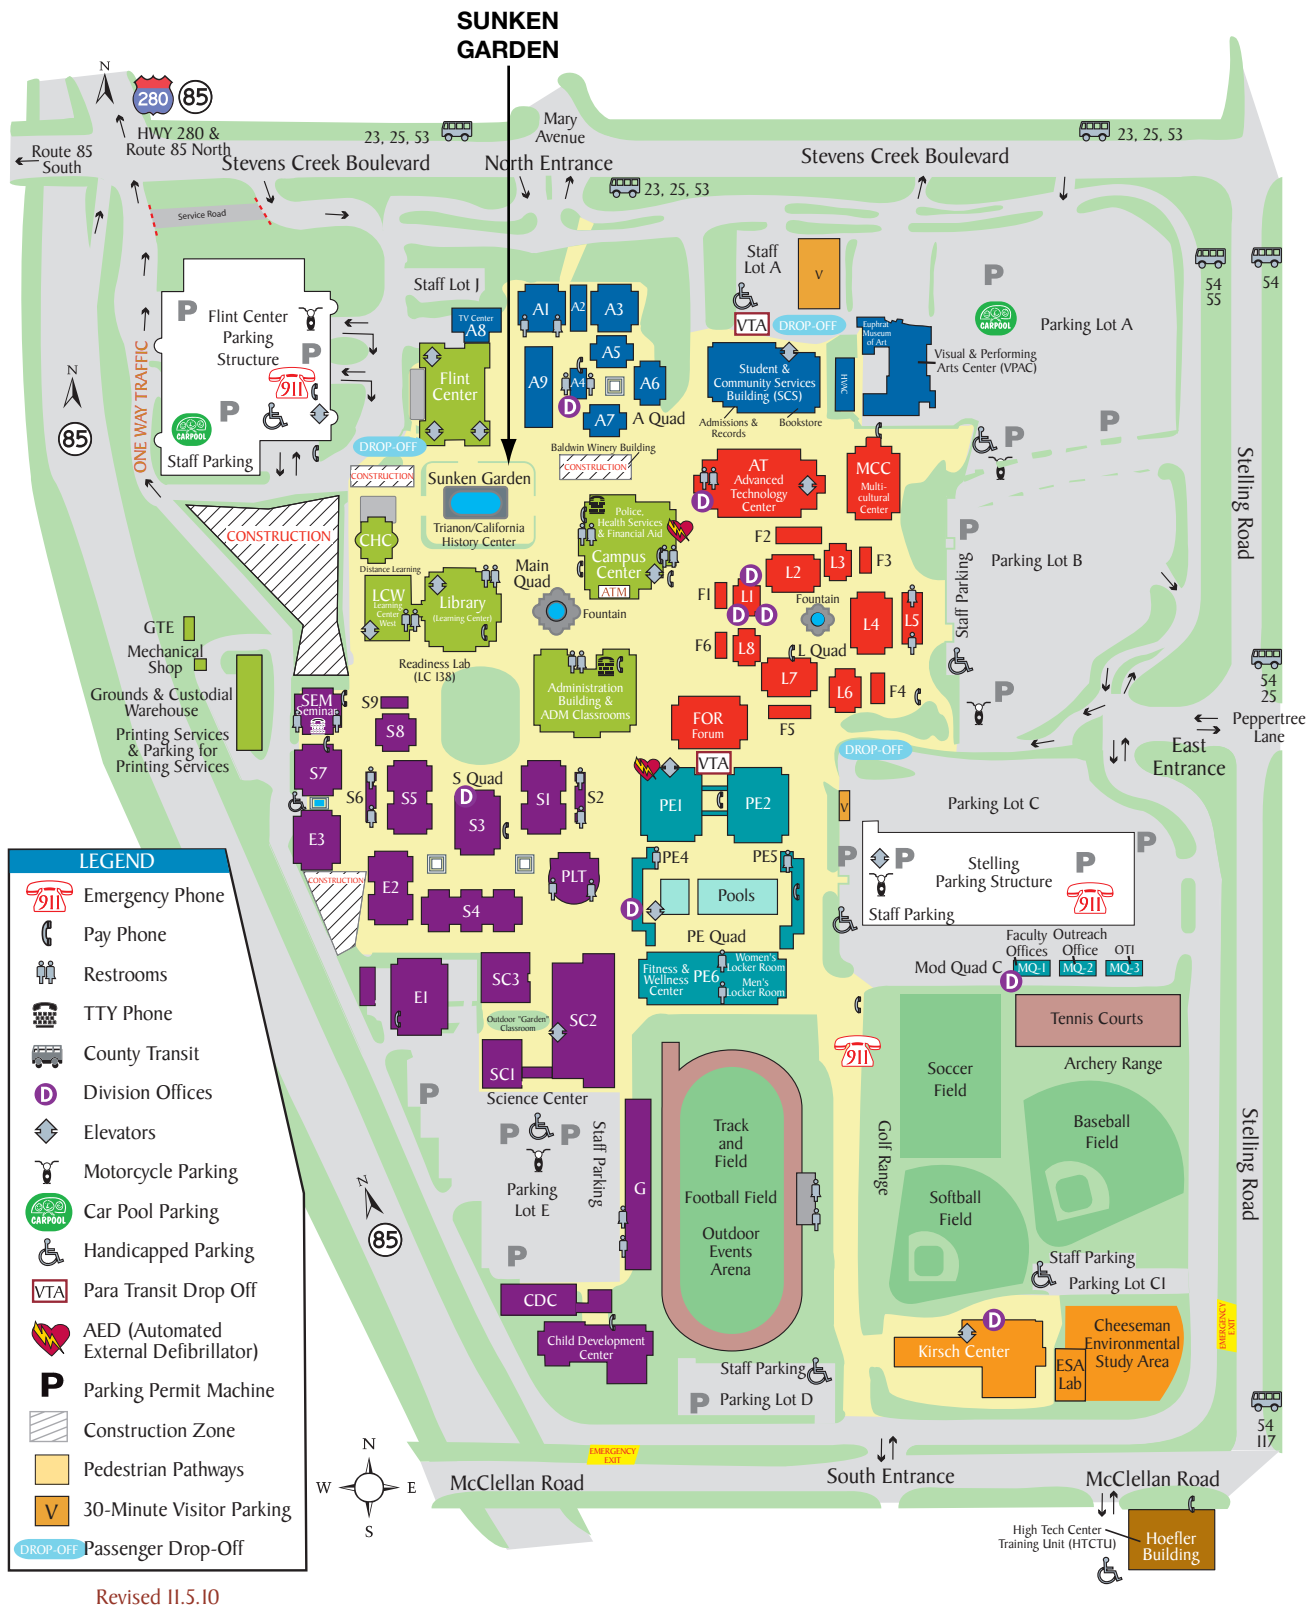 SUNKEN
GARDEN
N
280
85
HWY 280 &
Route 85 North
Route 85
South
23, 25, 53
Mary
Avenue
23, 25, 53
Stevens Creek Boulevard
North Entrance
Stevens Creek Boulevard
23, 25, 53
Service Road
Staff
Lot A
V
P
54
55
54
Staff Lot J
P
Flint Center
Parking
Structure
P
911
P
CARPOOL
Staff Parking
ONE WAY TRAFFIC
N
85
TV Center
A8
A1
A2
A3
A5
A9
A4
A6
D
A7
A Quad
Flint
Center
DROP-OFF
VTA
DROP-OFF
Euphrat
Museum
of Art
CARPOOL
Parking Lot A
Student &
Community Services
Building (SCS)
HVAC
Visual & Performing
Arts Center (VPAC)
Admissions &
Records
Bookstore
P
P
Baldwin Winery Building
CONSTRUCTION
CONSTRUCTION
Sunken Garden
Trianon/California
History Center
AT
Advanced
Technology
Center
D
MCC
Multi-
cultural
Center
Stelling
Road
CONSTRUCTION
CHC
Police,
Health Services
& Financial Aid
Campus
Center
ATM
F2
P
Staff Parking
Parking Lot B
Distance Learning
LCW
Learning
Center
West
Library
(Learning Center)
Main
Quad
Fountain
L3
F3
L2
D
F1
L1
D
D
Fountain
L4
L5
GTE
Mechanical
Shop
Readiness Lab
(LC 138)
F6
L8
L Quad
L7
L6
F4
F5
Administration
Building &
ADM Classrooms
Grounds & Custodial
Warehouse
Printing Services
& Parking for
Printing Services
SEM
Seminar
S9
S8
FOR
Forum
VTA
P
54
25
Peppertree
Lane
East
Entrance
DROP-OFF
S7
S6
S5
S Quad
D
S3
S1
S2
PE1
PE2
V
Parking Lot C
E3
PE4
PE5
P
P
Stelling
Parking Structure
P
P
911
Staff Parking
CONSTRUCTION
E2
S4
PLT
D
Pools
PE Quad
Faculty
Offices
Outreach
Office
OTI
Mod Quad C
MQ-1
MQ-2
MQ-3
D
E1
SC3
SC2
Outdoor "Garden"
Classroom
SC1
Science Center
Fitness &
Wellness
Center
PE6
Women's
Locker Room
Men's
Locker Room
911
Tennis Courts
Archery Range
Soccer
Field
Baseball
Field
Golf Range
Softball
Field
Stelling Road
P
P
P
Staff Parking
Parking
Lot E
P
G
Track
and
Field
Football Field
Outdoor
Events
Arena
N
85
Staff Parking
Parking Lot C1
CDC
Child Development
Center
Staff Parking
P
Parking Lot D
D
Kirsch Center
ESA
Lab
Cheeseman
Environmental
Study Area
EMERGENCY
EXIT
54
117
EMERGENCY
EXIT
McClellan Road
South Entrance
McClellan Road
High Tech Center
Training Unit (HTCTU)
Hoefler
Building
LEGEND
911
Emergency Phone
Pay Phone
Restrooms
TTY Phone
County Transit
D
Division Offices
Elevators
Motorcycle Parking
CARPOOL
Car Pool Parking
Handicapped Parking
VTA
Para Transit Drop Off
AED (Automated
External Defibrillator)
P
Parking Permit Machine
Construction Zone
Pedestrian Pathways
V
30-Minute Visitor Parking
DROP-OFF
Passenger Drop-Off
N
W
E
S
Revised 11.5.10